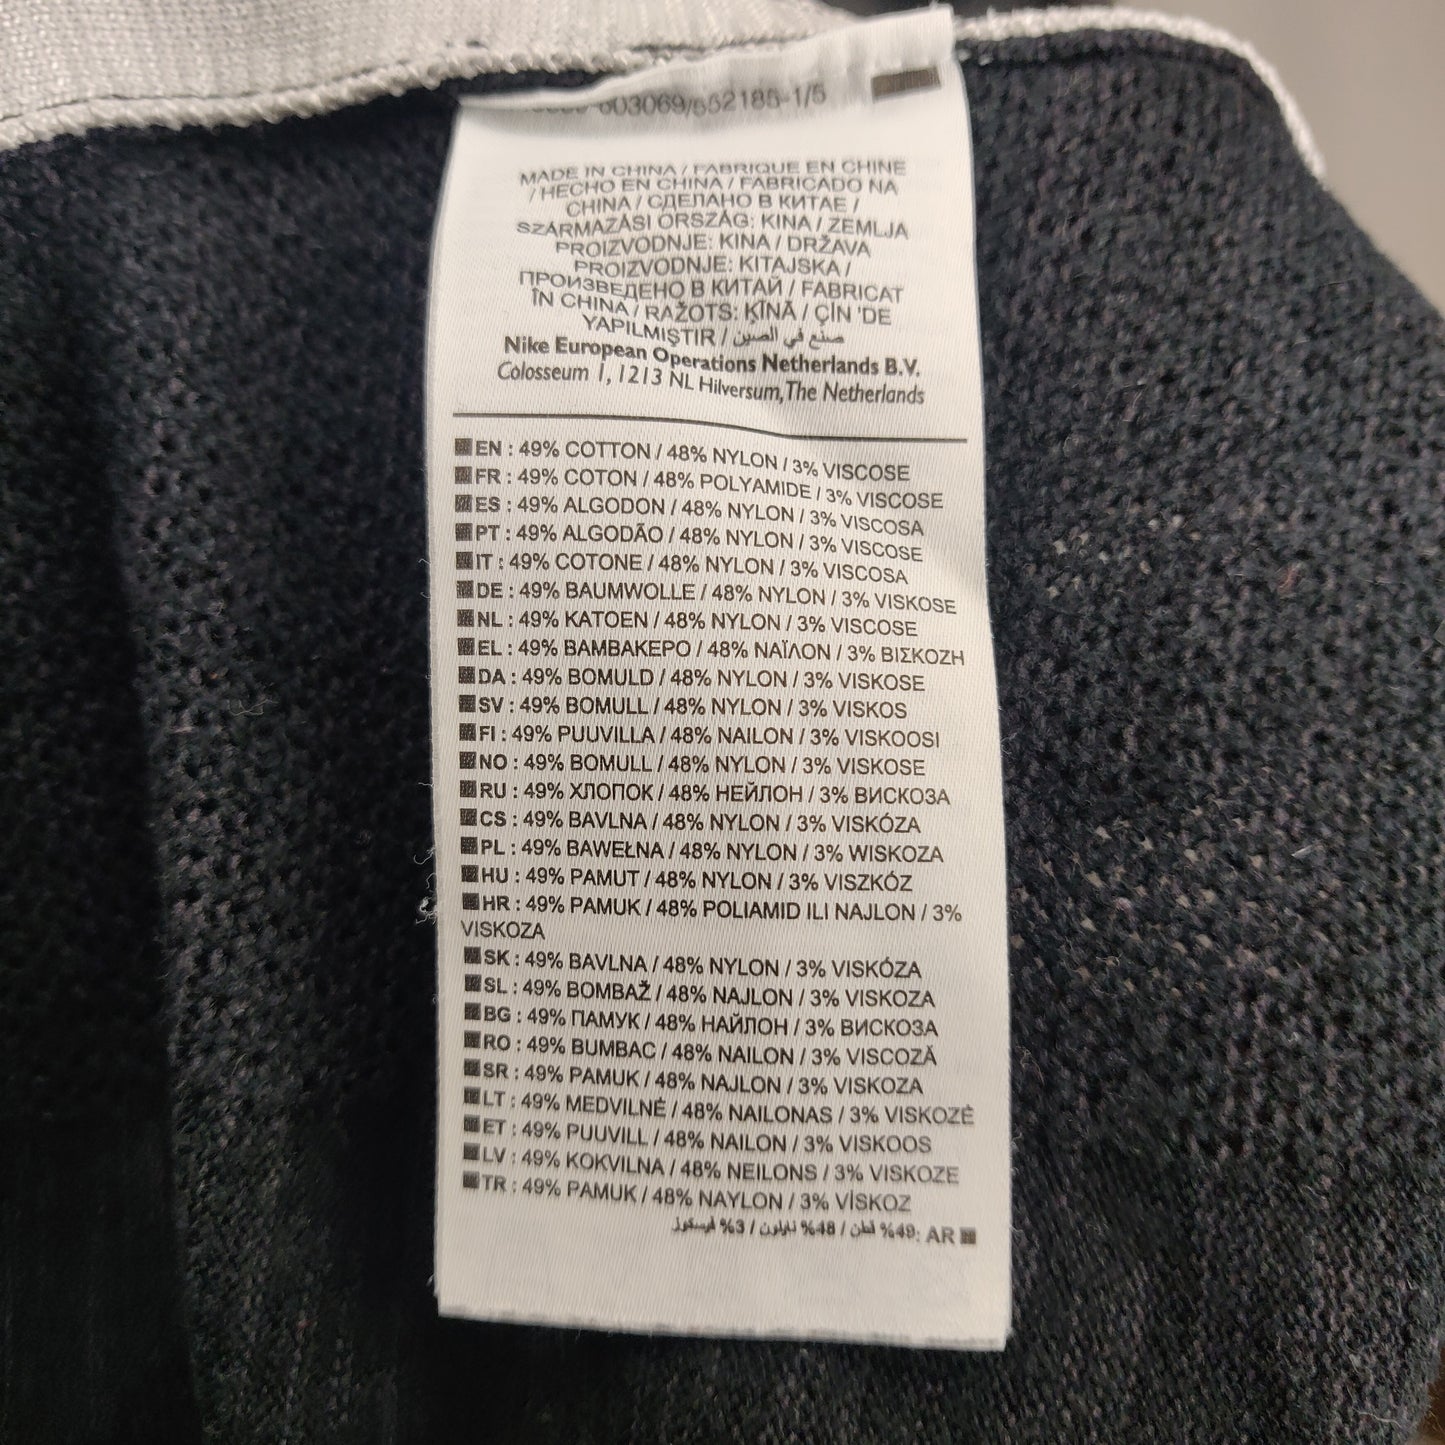 603069/552185-1/5
MADE IN CHINA / FABRIQUE EN CHINE
/ HECHO EN CHINA / FABRICADO NA
CHINA / СДЕЛАНО В КИТАЕ /
SZÁRMAZÁSI ORSZÁG: KINA / ZEMLJA
PROIZVODNJE: KINA / DRŽAVA
PROIZVODNJE: KITAJSKA /
ПРОИЗВЕДЕНО В КИТАЙ / FABRICAT
ÎN CHINA / RAŽOTS: ĶĪNĀ / ÇİN 'DE
YAPILMIŞTIR / صنع في الصين
Nike European Operations Netherlands B.V.
Colosseum 1, 1213 NL Hilversum, The Netherlands
EN : 49% COTTON / 48% NYLON / 3% VISCOSE
FR : 49% COTON / 48% POLYAMIDE / 3% VISCOSE
ES : 49% ALGODON / 48% NYLON / 3% VISCOSA
PT : 49% ALGODÃO / 48% NYLON / 3% VISCOSE
IT : 49% COTONE / 48% NYLON / 3% VISCOSA
DE : 49% BAUMWOLLE / 48% NYLON / 3% VISKOSE
NL : 49% KATOEN / 48% NYLON / 3% VISCOSE
EL : 49% ΒΑΜΒΑΚΕΡΟ / 48% ΝΑΪΛΟΝ / 3% ΒΙΣΚΟΖΗ
DA : 49% BOMULD / 48% NYLON / 3% VISKOSE
SV : 49% BOMULL / 48% NYLON / 3% VISKOS
FI : 49% PUUVILLA / 48% NAILON / 3% VISKOOSI
NO : 49% BOMULL / 48% NYLON / 3% VISKOSE
RU : 49% ХЛОПОК / 48% НЕЙЛОН / 3% ВИСКОЗА
CS : 49% BAVLNA / 48% NYLON / 3% VISKÓZA
PL : 49% BAWEŁNA / 48% NYLON / 3% WISKOZA
HU : 49% PAMUT / 48% NYLON / 3% VISZKÓZ
HR : 49% PAMUK / 48% POLIAMID ILI NAJLON / 3%
VISKOZA
SK : 49% BAVLNA / 48% NYLON / 3% VISKÓZA
SL : 49% BOMBAŽ / 48% NAJLON / 3% VISKOZA
BG : 49% ПАМУК / 48% НАЙЛОН / 3% ВИСКОЗА
RO : 49% BUMBAC / 48% NAILON / 3% VISCOZĂ
SR : 49% PAMUK / 48% NAJLON / 3% VISKOZA
LT : 49% MEDVILNĖ / 48% NAILONAS / 3% VISKOZĖ
ET : 49% PUUVILL / 48% NAILON / 3% VISKOOS
LV : 49% KOKVILNA / 48% NEILONS / 3% VISKOZE
TR : 49% PAMUK / 48% NAYLON / 3% VİSKOZ
AR :49% قطن / 48% نايلون / 3% فيسكوز